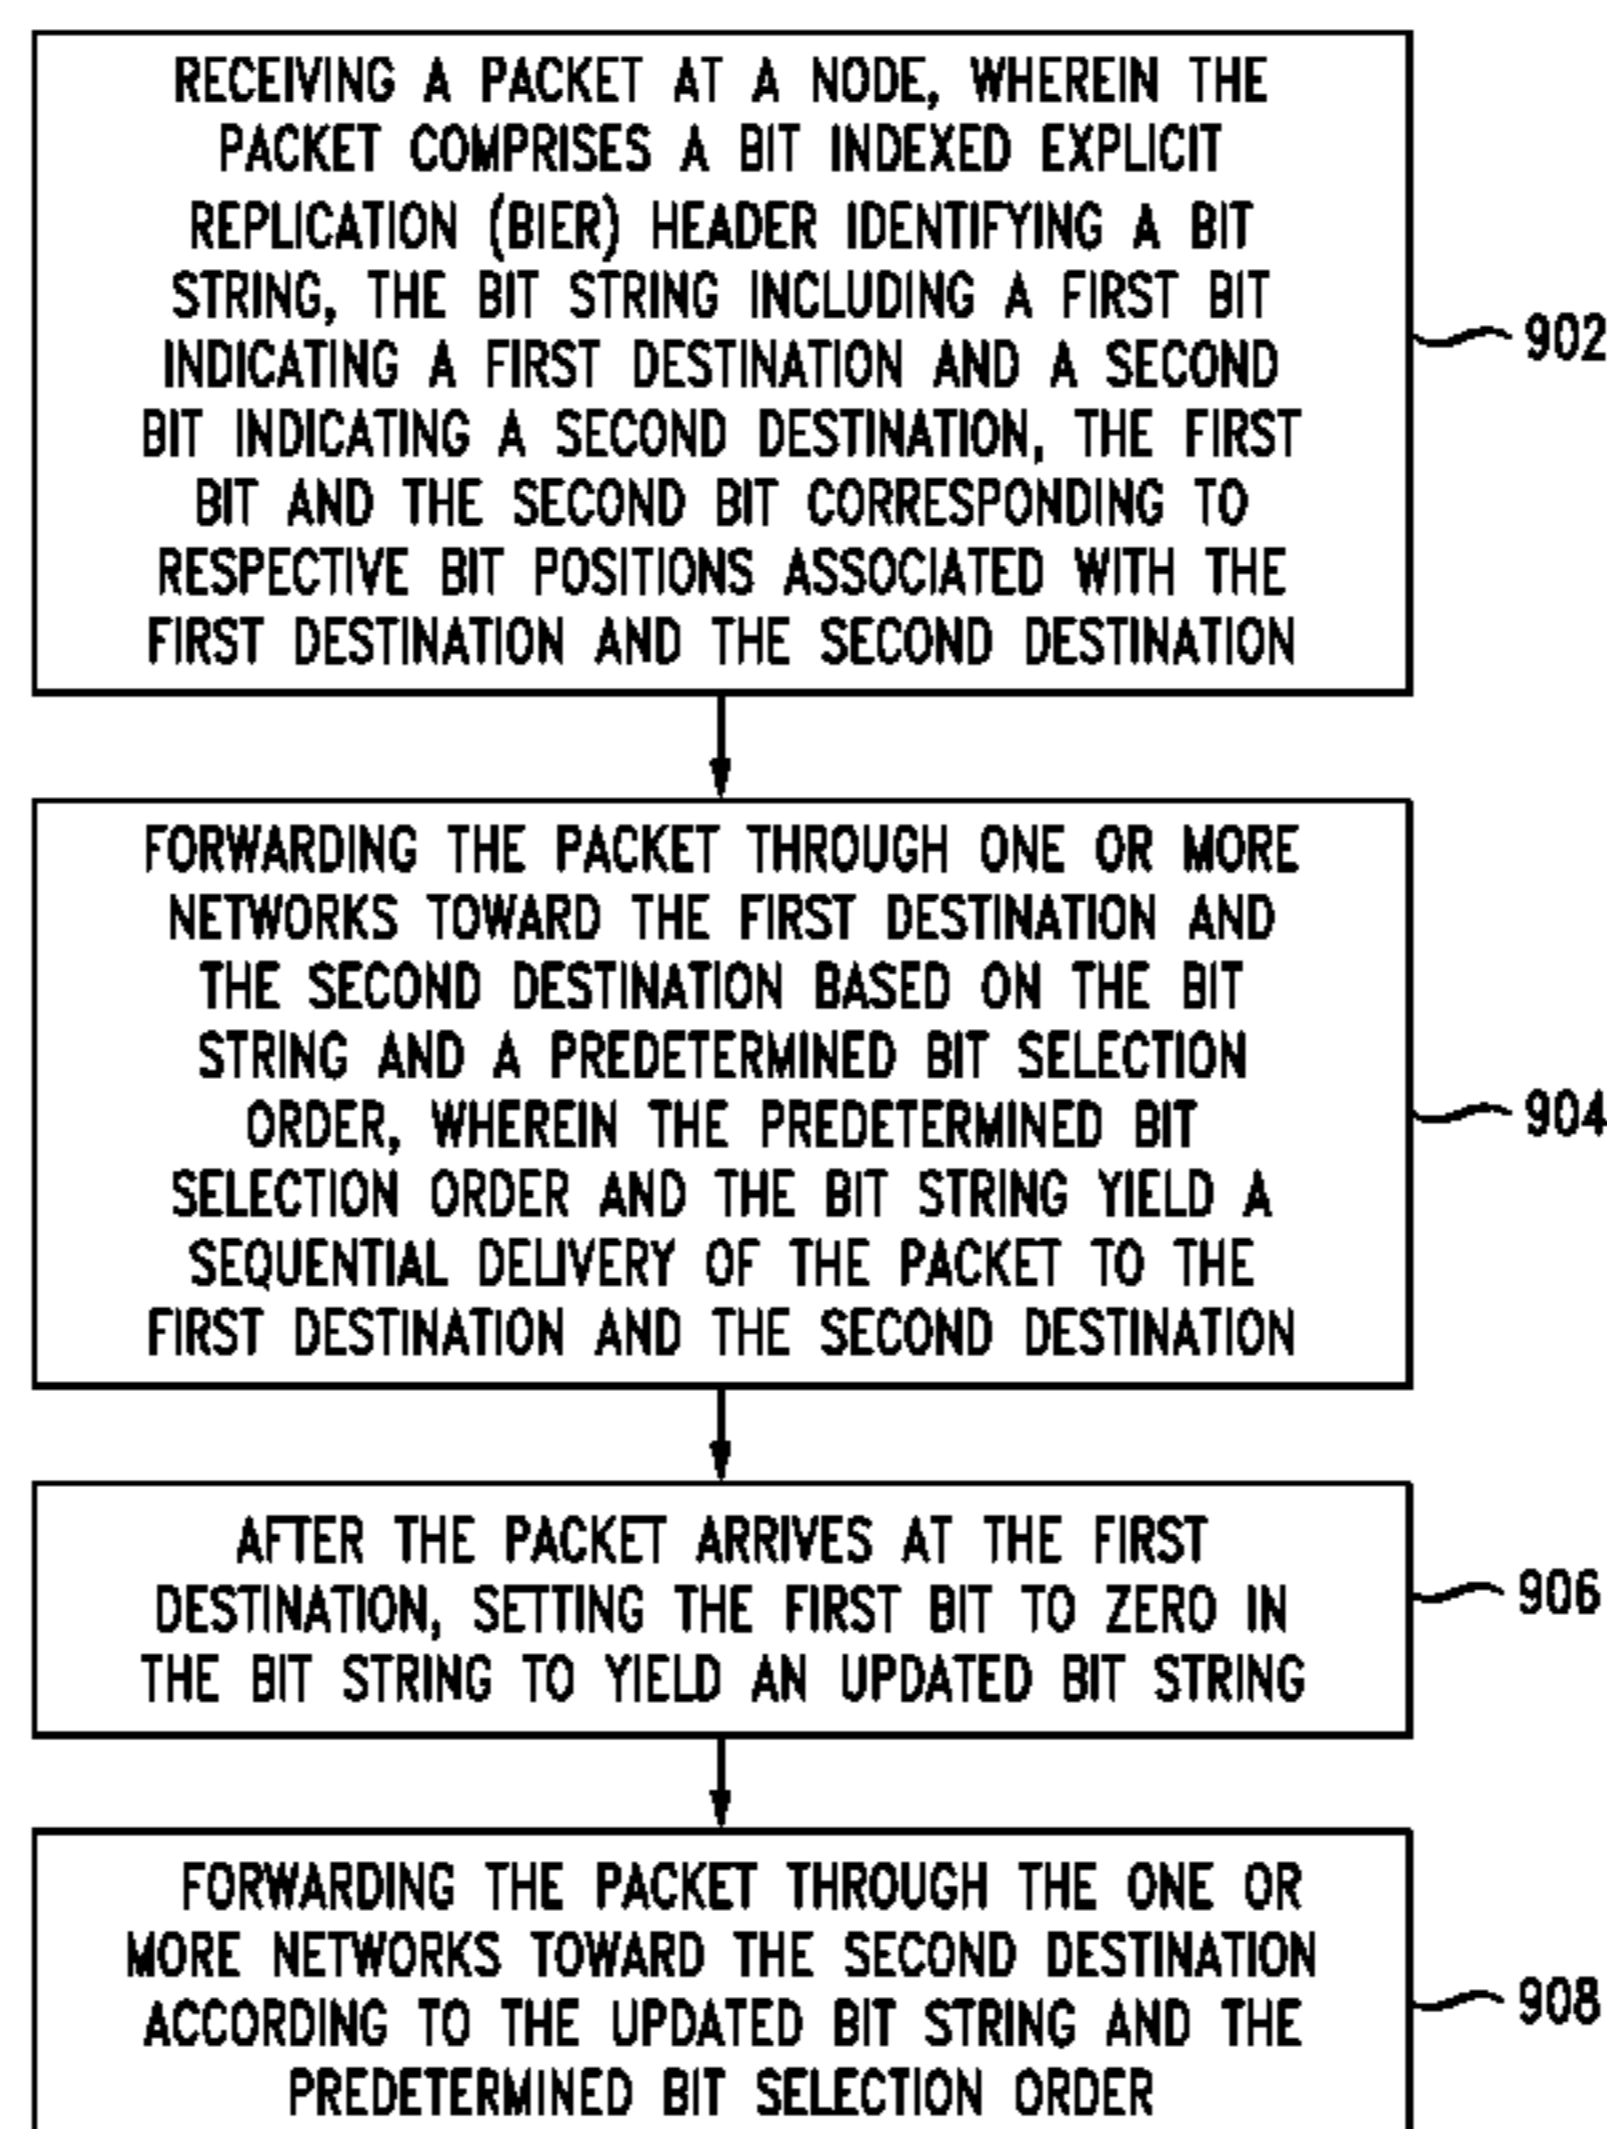 RECEIVING A PACKET AT A NODE, WHEREIN THE
PACKET COMPRISES A BIT INDEXED EXPLICIT
REPLICATION (BIER) HEADER IDENTIFYING A BIT
STRING, THE BIT STRING INCLUDING A FIRST BIT
INDICATING A FIRST DESTINATION AND A SECOND
BIT INDICATING A SECOND DESTINATION, THE FIRST
BIT AND THE SECOND BIT CORRESPONDING TO
RESPECTIVE BIT POSITIONS ASSOCIATED WITH THE
FIRST DESTINATION AND THE SECOND DESTINATION
902
FORWARDING THE PACKET THROUGH ONE OR MORE
NETWORKS TOWARD THE FIRST DESTINATION AND
THE SECOND DESTINATION BASED ON THE BIT
STRING AND A PREDETERMINED BIT SELECTION
ORDER, WHEREIN THE PREDETERMINED BIT
SELECTION ORDER AND THE BIT STRING YIELD A
SEQUENTIAL DELIVERY OF THE PACKET TO THE
FIRST DESTINATION AND THE SECOND DESTINATION
904
AFTER THE PACKET ARRIVES AT THE FIRST
DESTINATION, SETTING THE FIRST BIT TO ZERO IN
THE BIT STRING TO YIELD AN UPDATED BIT STRING
906
FORWARDING THE PACKET THROUGH THE ONE OR
MORE NETWORKS TOWARD THE SECOND DESTINATION
ACCORDING TO THE UPDATED BIT STRING AND THE
PREDETERMINED BIT SELECTION ORDER
908